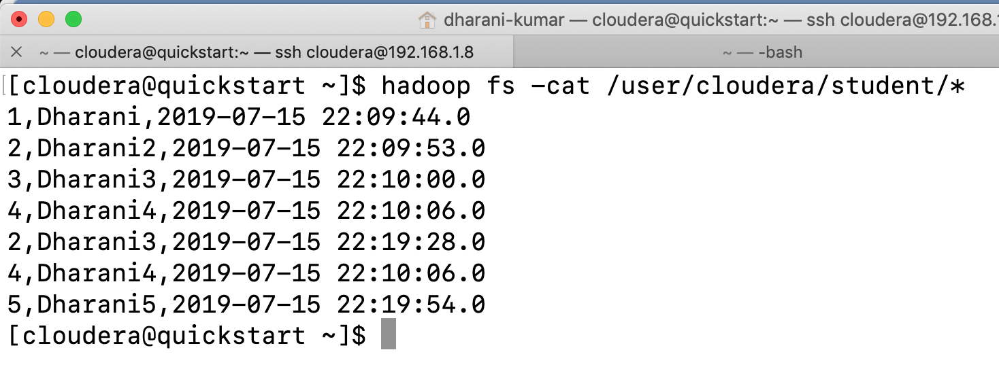 dharani-kumar — cloudera@quickstart:~ — ssh cloudera@192.168.
~ — cloudera@quickstart:~ — ssh cloudera@192.168.1.8
~ — -bash
[cloudera@quickstart ~]$ hadoop fs -cat /user/cloudera/student/*
1,Dharani,2019-07-15 22:09:44.0
2,Dharani2,2019-07-15 22:09:53.0
3,Dharani3,2019-07-15 22:10:00.0
4,Dharani4,2019-07-15 22:10:06.0
2,Dharani3,2019-07-15 22:19:28.0
4,Dharani4,2019-07-15 22:10:06.0
5,Dharani5,2019-07-15 22:19:54.0
[cloudera@quickstart ~]$